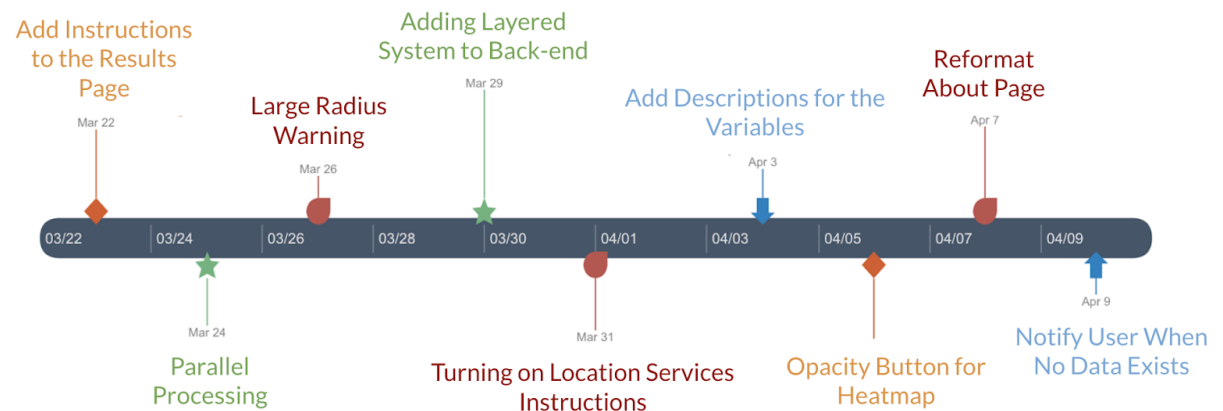 Add Instructions
to the Results
Page
Mar 22
Large Radius
Warning
Mar 26
Adding Layered
System to Back-end
Mar 29
Add Descriptions for the
Variables
Apr 3
Reformat
About Page
Apr 7
03/22 03/24 03/26 03/28 03/30 04/01 04/03 04/05 04/07 04/09
Mar 24
Parallel
Processing
Mar 31
Turning on Location Services
Instructions
Opacity Button for
Heatmap
Apr 9
Notify User When
No Data Exists